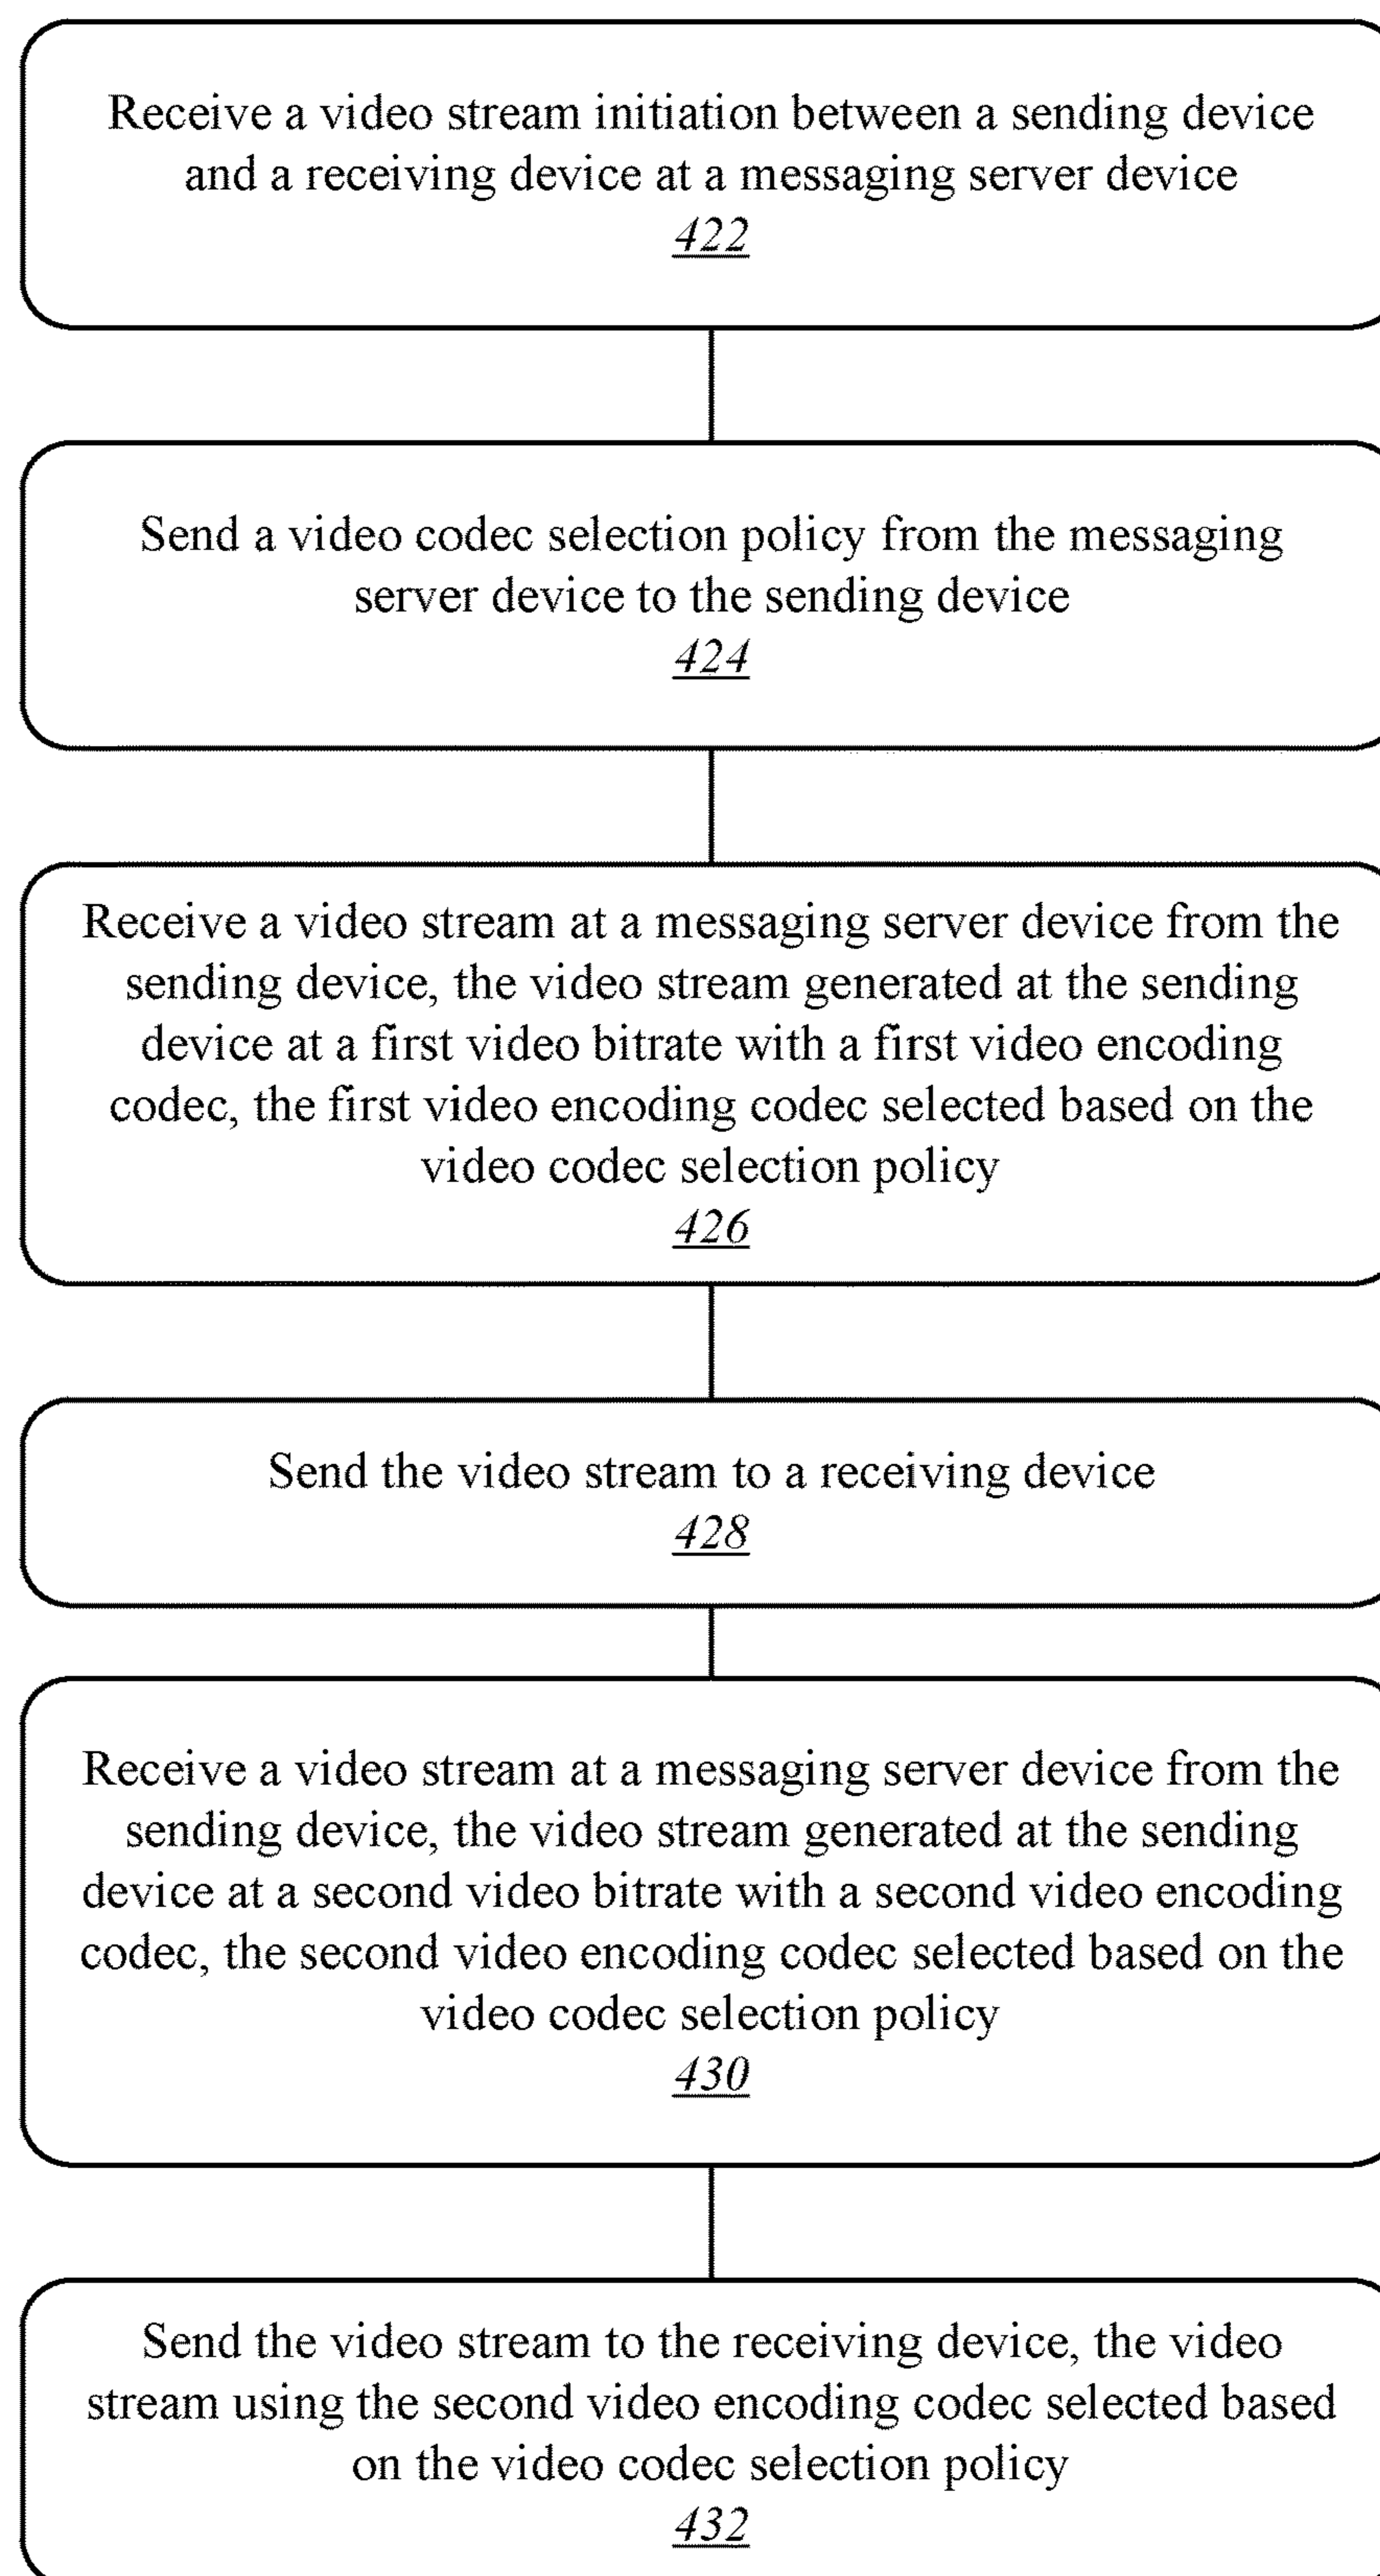 Receive a video stream initiation between a sending device
and a receiving device at a messaging server device
422
Send a video codec selection policy from the messaging
server device to the sending device
424
Receive a video stream at a messaging server device from the
sending device, the video stream generated at the sending
device at a first video bitrate with a first video encoding
codec, the first video encoding codec selected based on the
video codec selection policy
426
Send the video stream to a receiving device
428
Receive a video stream at a messaging server device from the
sending device, the video stream generated at the sending
device at a second video bitrate with a second video encoding
codec, the second video encoding codec selected based on the
video codec selection policy
430
Send the video stream to the receiving device, the video
stream using the second video encoding codec selected based
on the video codec selection policy
432